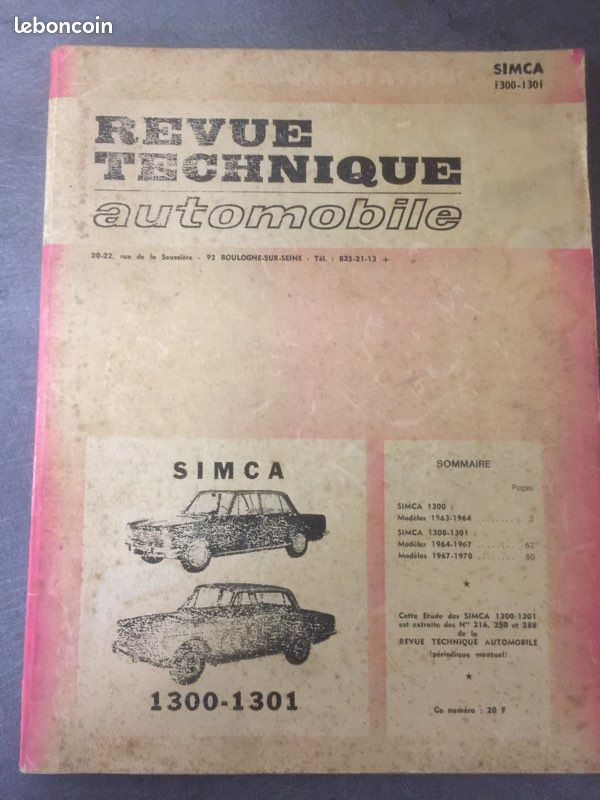 leboncoin
SIMCA
1300-1301
REVUE
TECHNIQUE
automobile
20-22, rue de la Saussière - 92 BOULOGNE-SUR-SEINE - Tél. : 825-21-13 +
SIMCA
1300-1301
SOMMAIRE
Pages
SIMCA 1300 :
Modèles 1963-1964 ........ 2
SIMCA 1300-1301 :
Modèles 1964-1967 ........ 62
Modèles 1967-1970 ........ 80
★
Cette Etude des SIMCA 1300-1301
est extraite des Nos 216, 250 et 288
de la
REVUE TECHNIQUE AUTOMOBILE
(périodique mensuel)
★
Ce numéro : 20 F